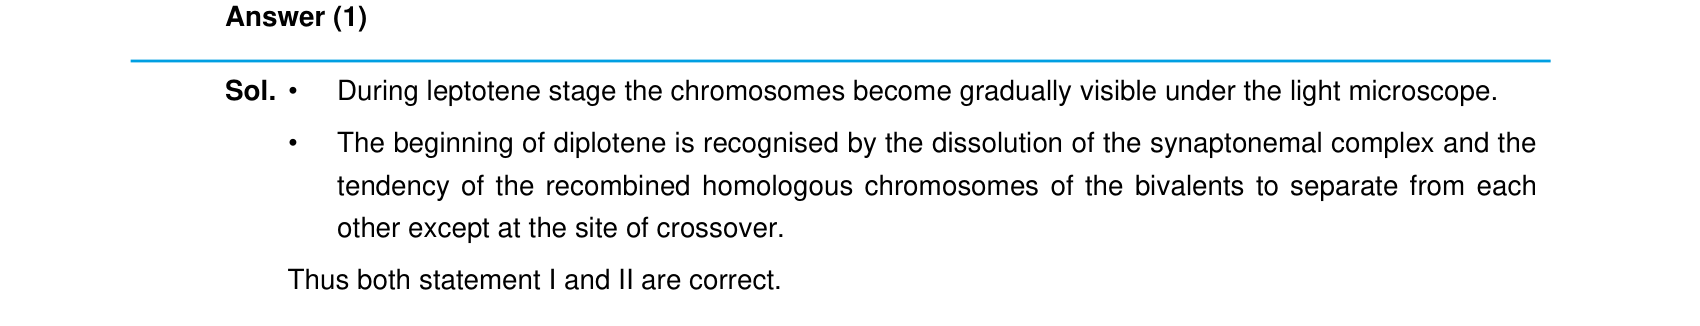 Answer (1)
Sol. • During leptotene stage the chromosomes become gradually visible under the light microscope.
• The beginning of diplotene is recognised by the dissolution of the synaptonemal complex and the
tendency of the recombined homologous chromosomes of the bivalents to separate from each
other except at the site of crossover.
Thus both statement I and II are correct.